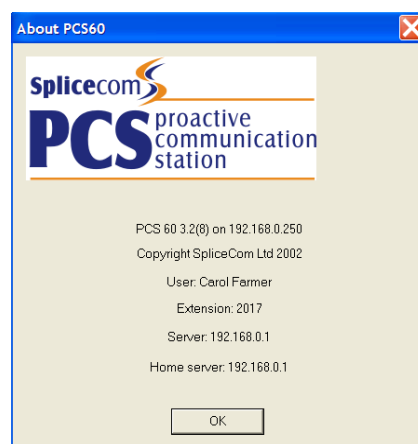 About PCS60
Splicecom
PCS proactive
communication
station
PCS 60 3.2(8) on 192.168.0.250
Copyright SpliceCom Ltd 2002
User: Carol Farmer
Extension: 2017
Server: 192.168.0.1
Home server: 192.168.0.1
OK